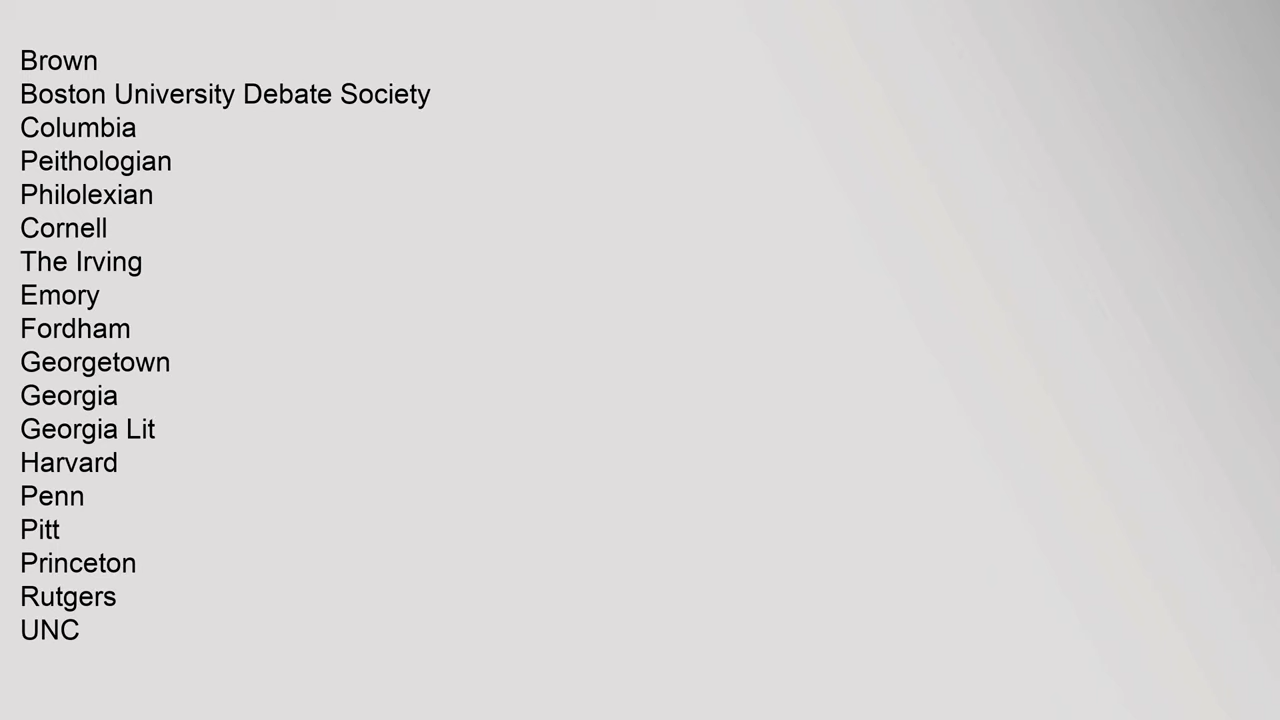 Brown
Boston University Debate Society
Columbia
Peithologian
Philolexian
Cornell
The Irving
Emory
Fordham
Georgetown
Georgia
Georgia Lit
Harvard
Penn
Pitt
Princeton
Rutgers
UNC